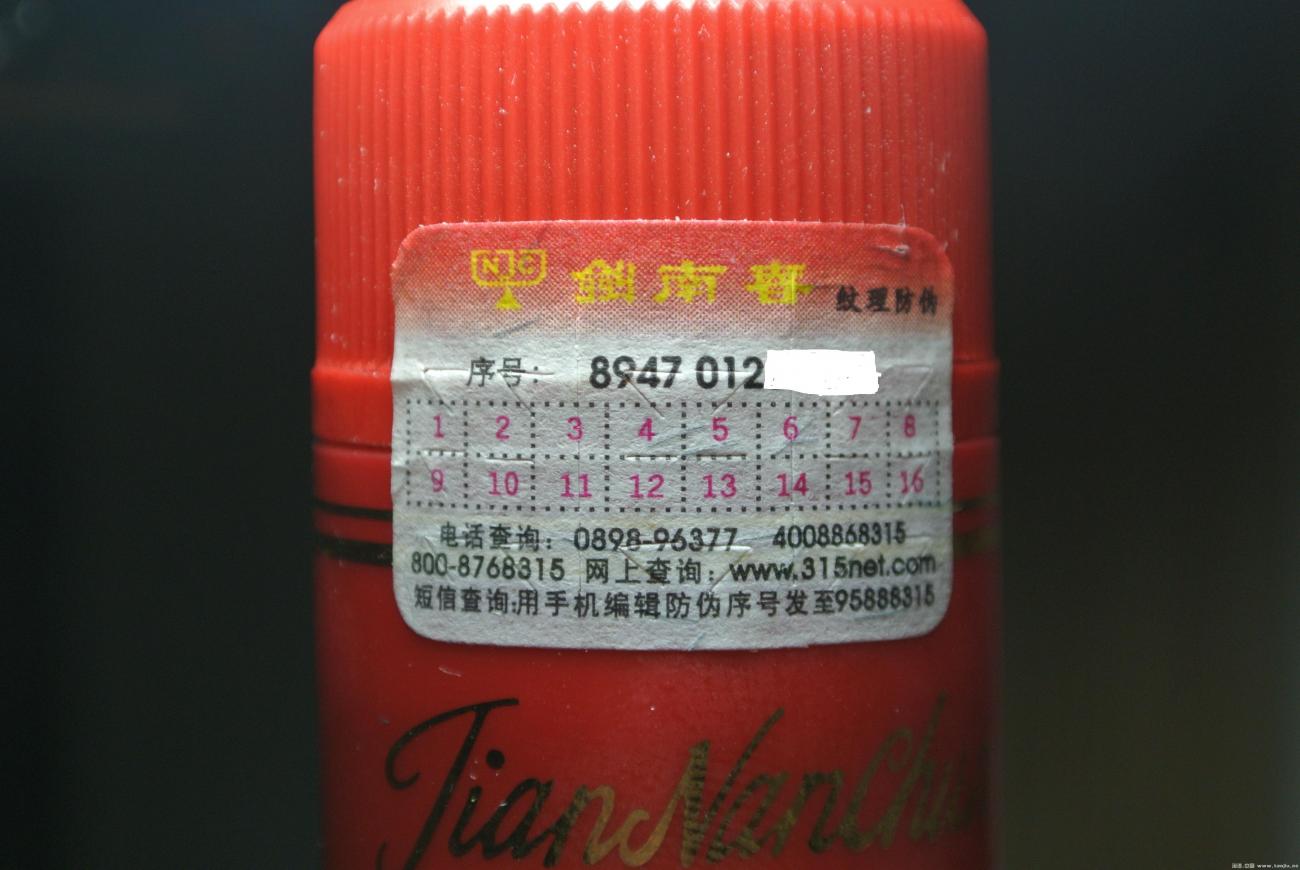 NJC 剑南春 纹理防伪
序号： 8947 012
1 2 3 4 5 6 7 8
9 10 11 12 13 14 15 16
电话查询：0898-96377 4008868315
800-8768315 网上查询：www.315net.com
短信查询:用手机编辑防伪序号发至95888315
JianNanChu